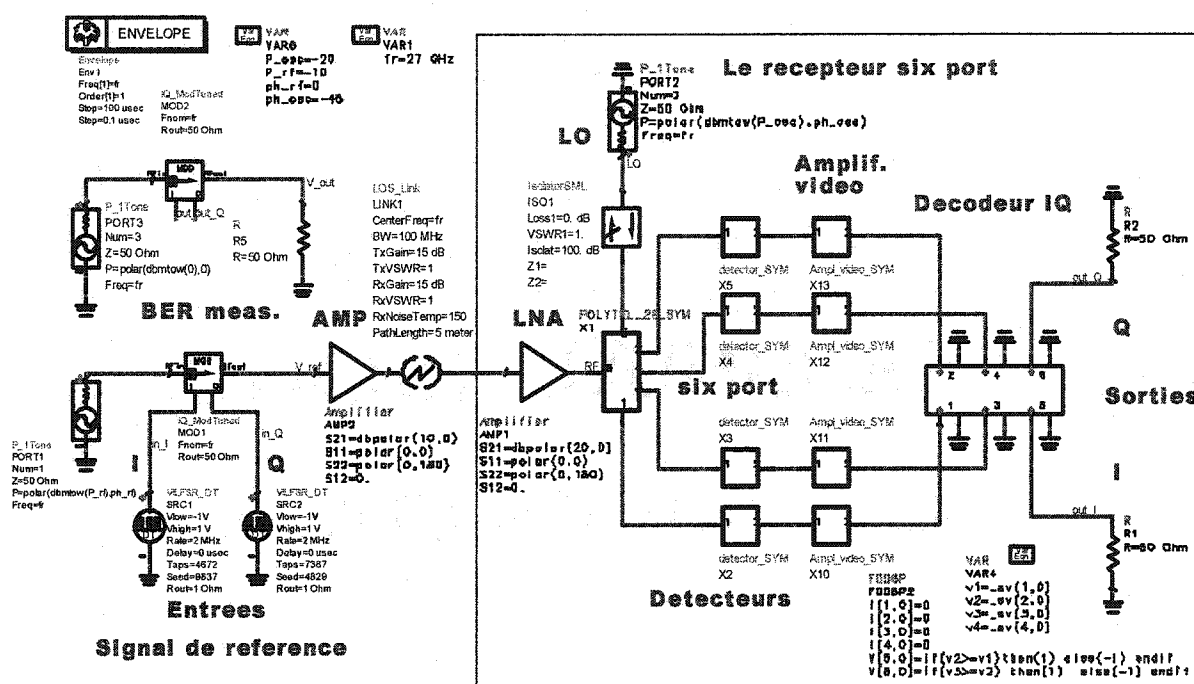 ENVELOPE
Envelope
Env1
Freq[1]=fr
Order[1]=1
Stop=100 usec
Step=0.1 usec
VAR
VAR6
P_osc=-20
P_rf=-10
ph_rf=0
ph_osc=-45
VAR
VAR1
fr=27 GHz
IQ_ModTuned
MOD2
Fnom=fr
Rout=50 Ohm
MOD
V_out
out_Q
P_1Tone
PORT3
Num=3
Z=50 Ohm
P=polar(dbmtow(0),0)
Freq=fr
R
R5
R=50 Ohm
BER meas.
LOS_Link
LINK1
CenterFreq=fr
BW=100 MHz
TxGain=15 dB
TxVSWR=1
RxGain=15 dB
RxVSWR=1
RxNoiseTemp=150
PathLength=5 meter
AMP
V_ref
Amplifier
AMP2
S21=dbpolar(10,0)
S11=polar(0,0)
S22=polar(0,180)
S12=0.
P_1Tone
PORT1
Num=1
Z=50 Ohm
P=polar(dbmtow(P_rf),ph_rf)
Freq=fr
IQ_ModTuned
MOD1
Fnom=fr
Rout=50 Ohm
in_I
in_Q
I
Q
VLFSR_DT
SRC1
Vlow=-1V
Vhigh=1 V
Rate=2 MHz
Delay=0 usec
Taps=4672
Seed=9837
Rout=1 Ohm
VLFSR_DT
SRC2
Vlow=-1V
Vhigh=1 V
Rate=2 MHz
Delay=0 usec
Taps=7367
Seed=4829
Rout=1 Ohm
Entrees
Signal de reference
Le recepteur six port
P_1Tone
PORT2
Num=3
Z=50 Ohm
P=polar(dbmtow(P_osc),ph_osc)
Freq=fr
LO
LO
IsolatorSML
ISO1
Loss1=0. dB
VSWR1=1.
Isolat=100. dB
Z1=
Z2=
LNA
RF
Amplifier
AMP1
S21=dbpolar(20,0)
S11=polar(0,0)
S22=polar(0,180)
S12=0.
X1
six port
Amplif.
video
detector_SYM
X5
Ampl_video_SYM
X13
detector_SYM
X4
Ampl_video_SYM
X12
detector_SYM
X3
Ampl_video_SYM
X11
detector_SYM
X2
Ampl_video_SYM
X10
Detecteurs
Decodeur IQ
2 4 6
1 3 5
R
R2
R=50 Ohm
out_Q
Q
Sorties
I
out_I
R
R1
R=50 Ohm
VAR
VAR4
v1=_sv(1,0)
v2=_sv(2,0)
v3=_sv(3,0)
v4=_sv(4,0)
I[1,0]=0
I[2,0]=0
I[3,0]=0
I[4,0]=0